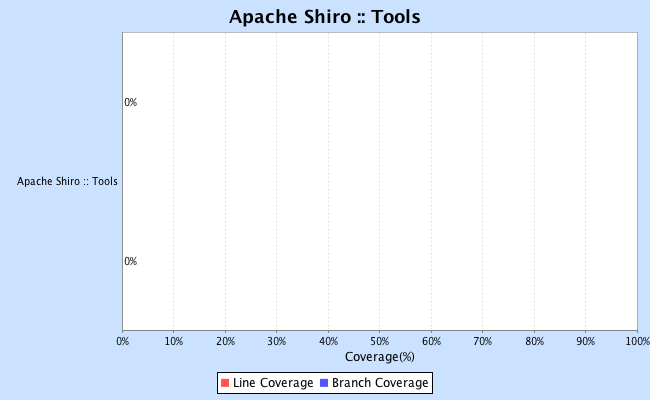 Apache Shiro :: Tools
0%
Apache Shiro :: Tools
0%
0% 10% 20% 30% 40% 50% 60% 70% 80% 90% 100%
Coverage(%)
Line Coverage Branch Coverage